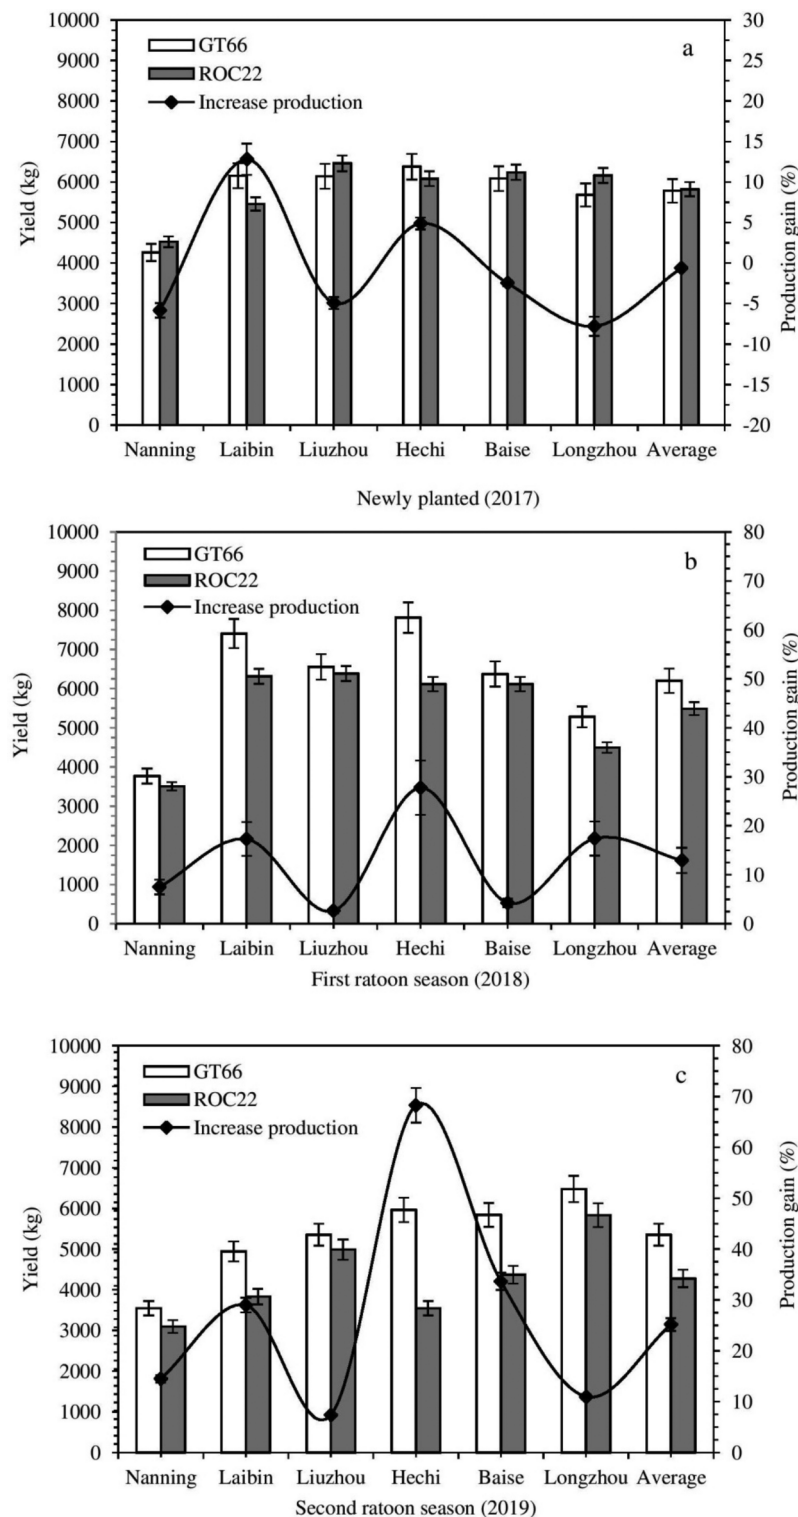 a
GT66
ROC22
Increase production
Yield (kg)
10000
9000
8000
7000
6000
5000
4000
3000
2000
1000
0
Production gain (%)
30
25
20
15
10
5
0
-5
-10
-15
-20
Nanning Laibin Liuzhou Hechi Baise Longzhou Average
Newly planted (2017)
b
GT66
ROC22
Increase production
Yield (kg)
10000
9000
8000
7000
6000
5000
4000
3000
2000
1000
0
Production gain (%)
80
70
60
50
40
30
20
10
0
Nanning Laibin Liuzhou Hechi Baise Longzhou Average
First ratoon season (2018)
c
GT66
ROC22
Increase production
Yield (kg)
10000
9000
8000
7000
6000
5000
4000
3000
2000
1000
0
Production gain (%)
80
70
60
50
40
30
20
10
0
Nanning Laibin Liuzhou Hechi Baise Longzhou Average
Second ratoon season (2019)